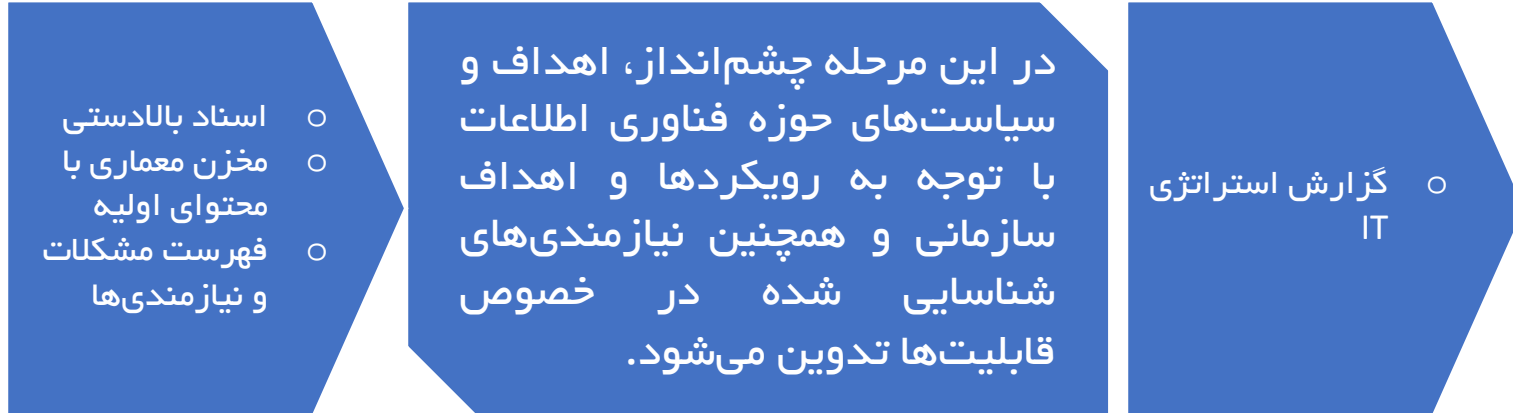 ○ اسناد بالادستی
○ مخزن معماری با
محتوای اولیه
○ فهرست مشکلات
و نیازمندی‌ها
در این مرحله چشم‌انداز، اهداف و
سیاست‌های حوزه فناوری اطلاعات
با توجه به رویکردها و اهداف
سازمانی و همچنین نیازمندی‌های
شناسایی شده در خصوص
قابلیت‌ها تدوین می‌شود.
○ گزارش استراتژی
IT